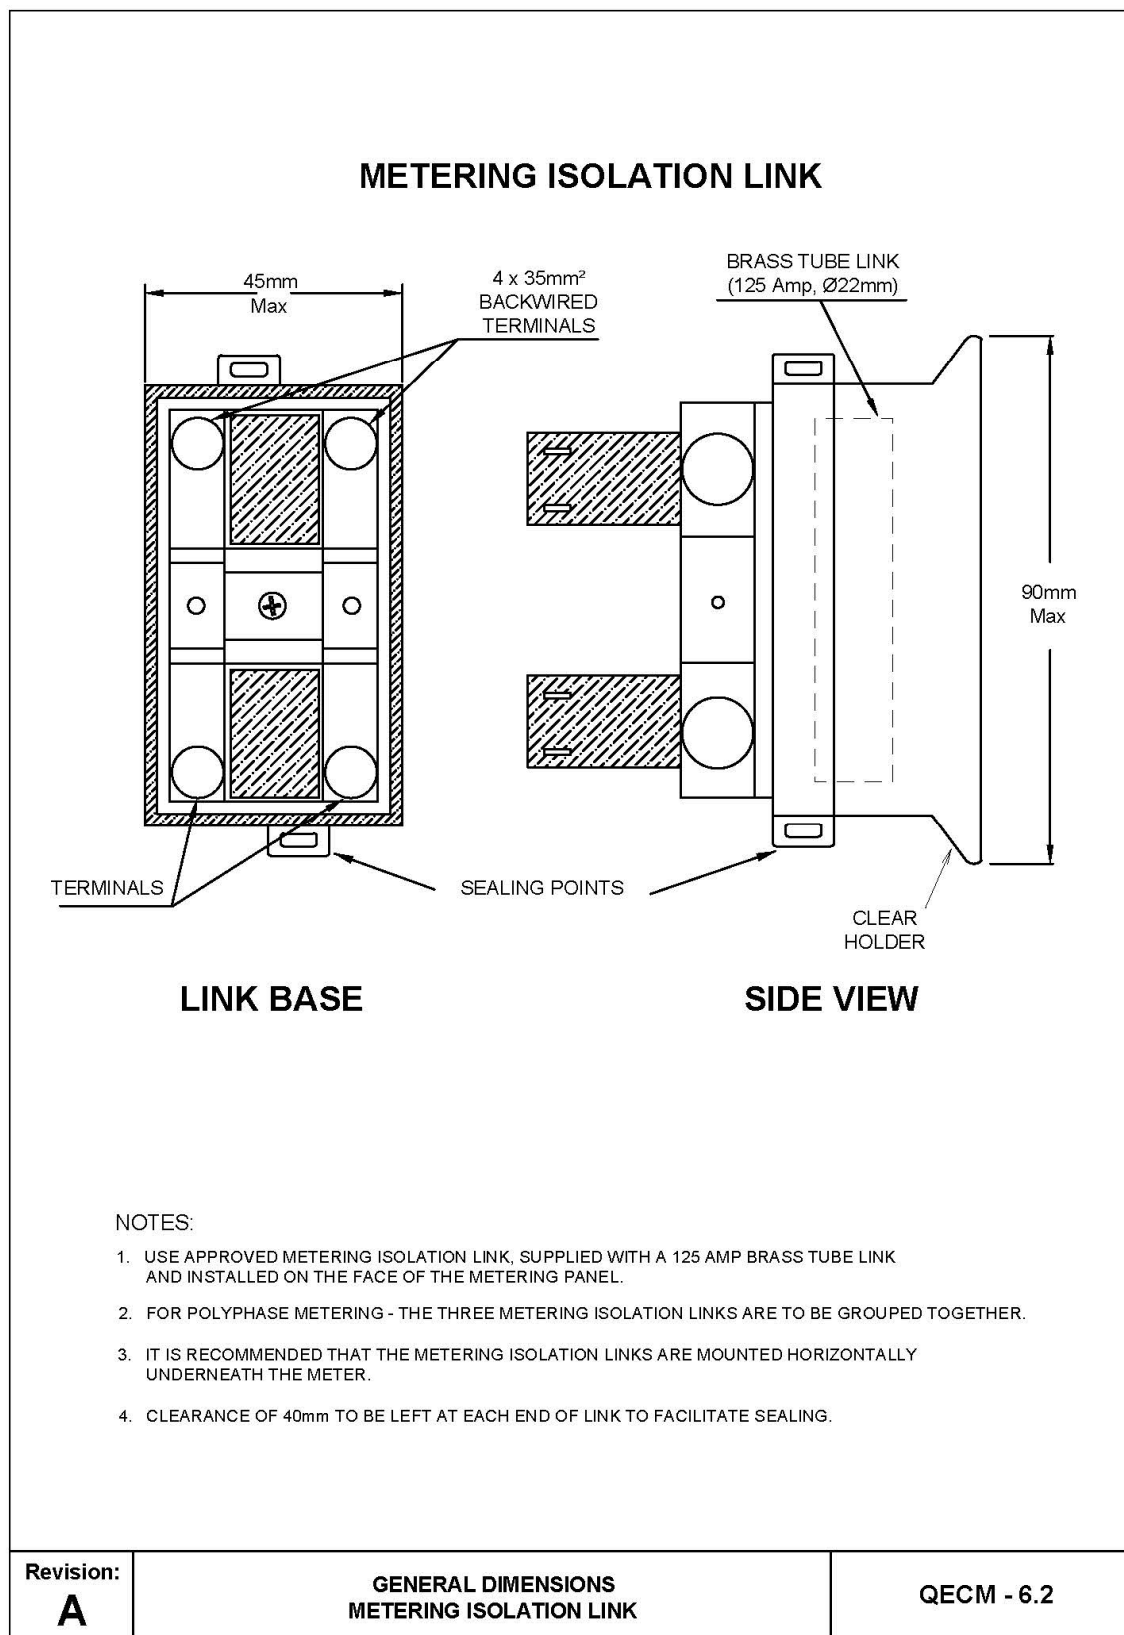 METERING ISOLATION LINK
45mm
Max
4 x 35mm²
BACKWIRED
TERMINALS
BRASS TUBE LINK
(125 Amp, Ø22mm)
90mm
Max
TERMINALS
SEALING POINTS
CLEAR
HOLDER
LINK BASE
SIDE VIEW
NOTES:
1. USE APPROVED METERING ISOLATION LINK, SUPPLIED WITH A 125 AMP BRASS TUBE LINK
AND INSTALLED ON THE FACE OF THE METERING PANEL.
2. FOR POLYPHASE METERING - THE THREE METERING ISOLATION LINKS ARE TO BE GROUPED TOGETHER.
3. IT IS RECOMMENDED THAT THE METERING ISOLATION LINKS ARE MOUNTED HORIZONTALLY
UNDERNEATH THE METER.
4. CLEARANCE OF 40mm TO BE LEFT AT EACH END OF LINK TO FACILITATE SEALING.
Revision:
A
GENERAL DIMENSIONS
METERING ISOLATION LINK
QECM - 6.2